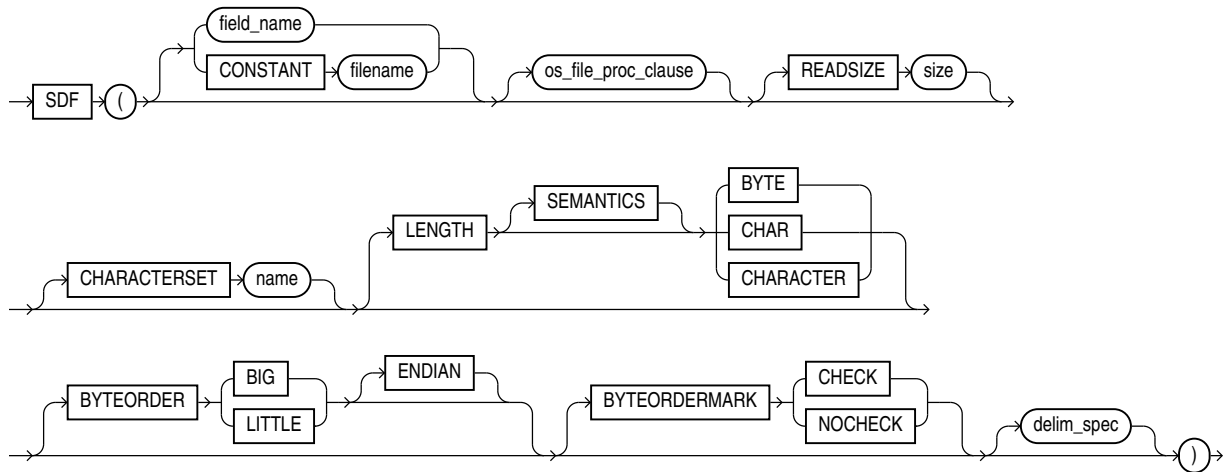 field_name
CONSTANT filename
os_file_proc_clause
READSIZE size
SDF (
BYTE
SEMANTICS
LENGTH
CHAR
CHARACTERSET name
CHARACTER
BIG
ENDIAN
CHECK
BYTEORDER
BYTEORDERMARK
LITTLE
NOCHECK
delim_spec
)